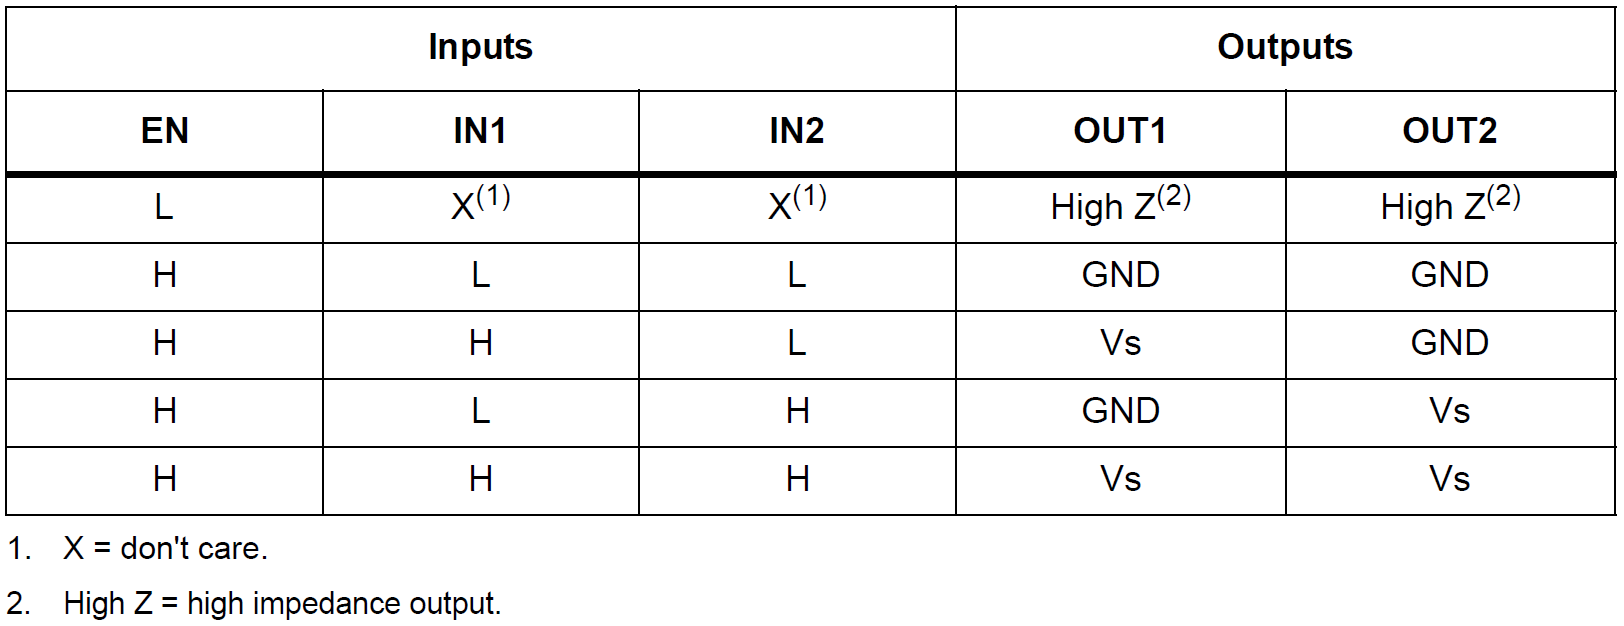 Inputs Outputs
EN IN1 IN2 OUT1 OUT2
L X(1) X(1) High Z(2) High Z(2)
H L L GND GND
H H L Vs GND
H L H GND Vs
H H H Vs Vs
1. X = don't care.
2. High Z = high impedance output.